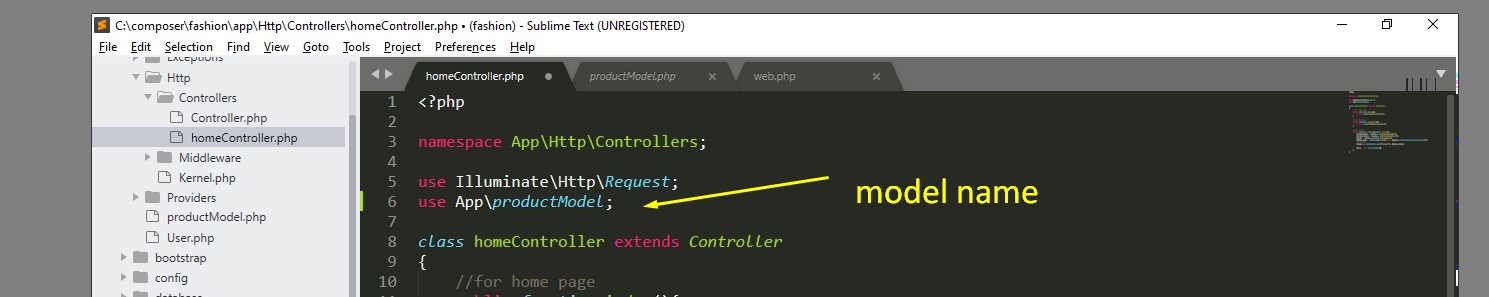 C:\composer\fashion\app\Http\Controllers\homeController.php • (fashion) - Sublime Text (UNREGISTERED)
File Edit Selection Find View Goto Tools Project Preferences Help
Exceptions
Http
Controllers
Controller.php
homeController.php
Middleware
Kernel.php
Providers
productModel.php
User.php
bootstrap
config
database
homeController.php productModel.php web.php
1 <?php
2
3 namespace App\Http\Controllers;
4
5 use Illuminate\Http\Request;
6 use App\productModel;
7
8 class homeController extends Controller
9 {
10 //for home page
model name